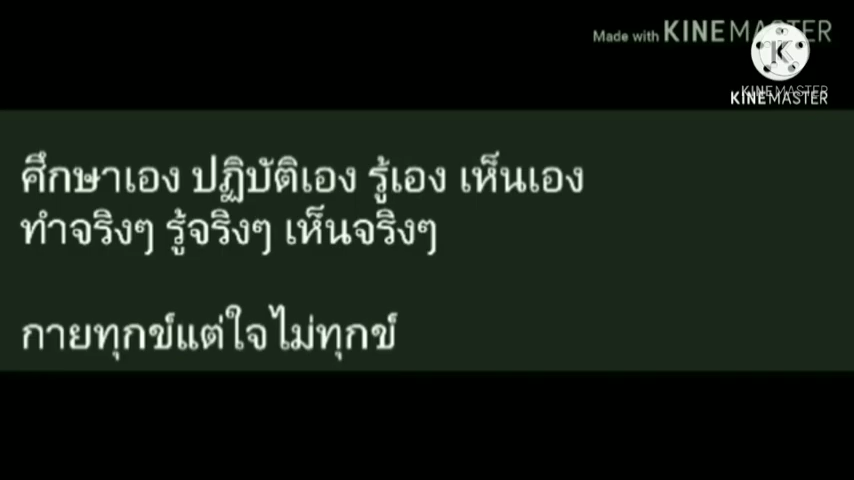 Made with KINEMASTER
KINEMASTER
KINEMASTER
ศึกษาเอง ปฏิบัติเอง รู้เอง เห็นเอง
ทำจริงๆ รู้จริงๆ เห็นจริงๆ
กายทุกข์แต่ใจไม่ทุกข์